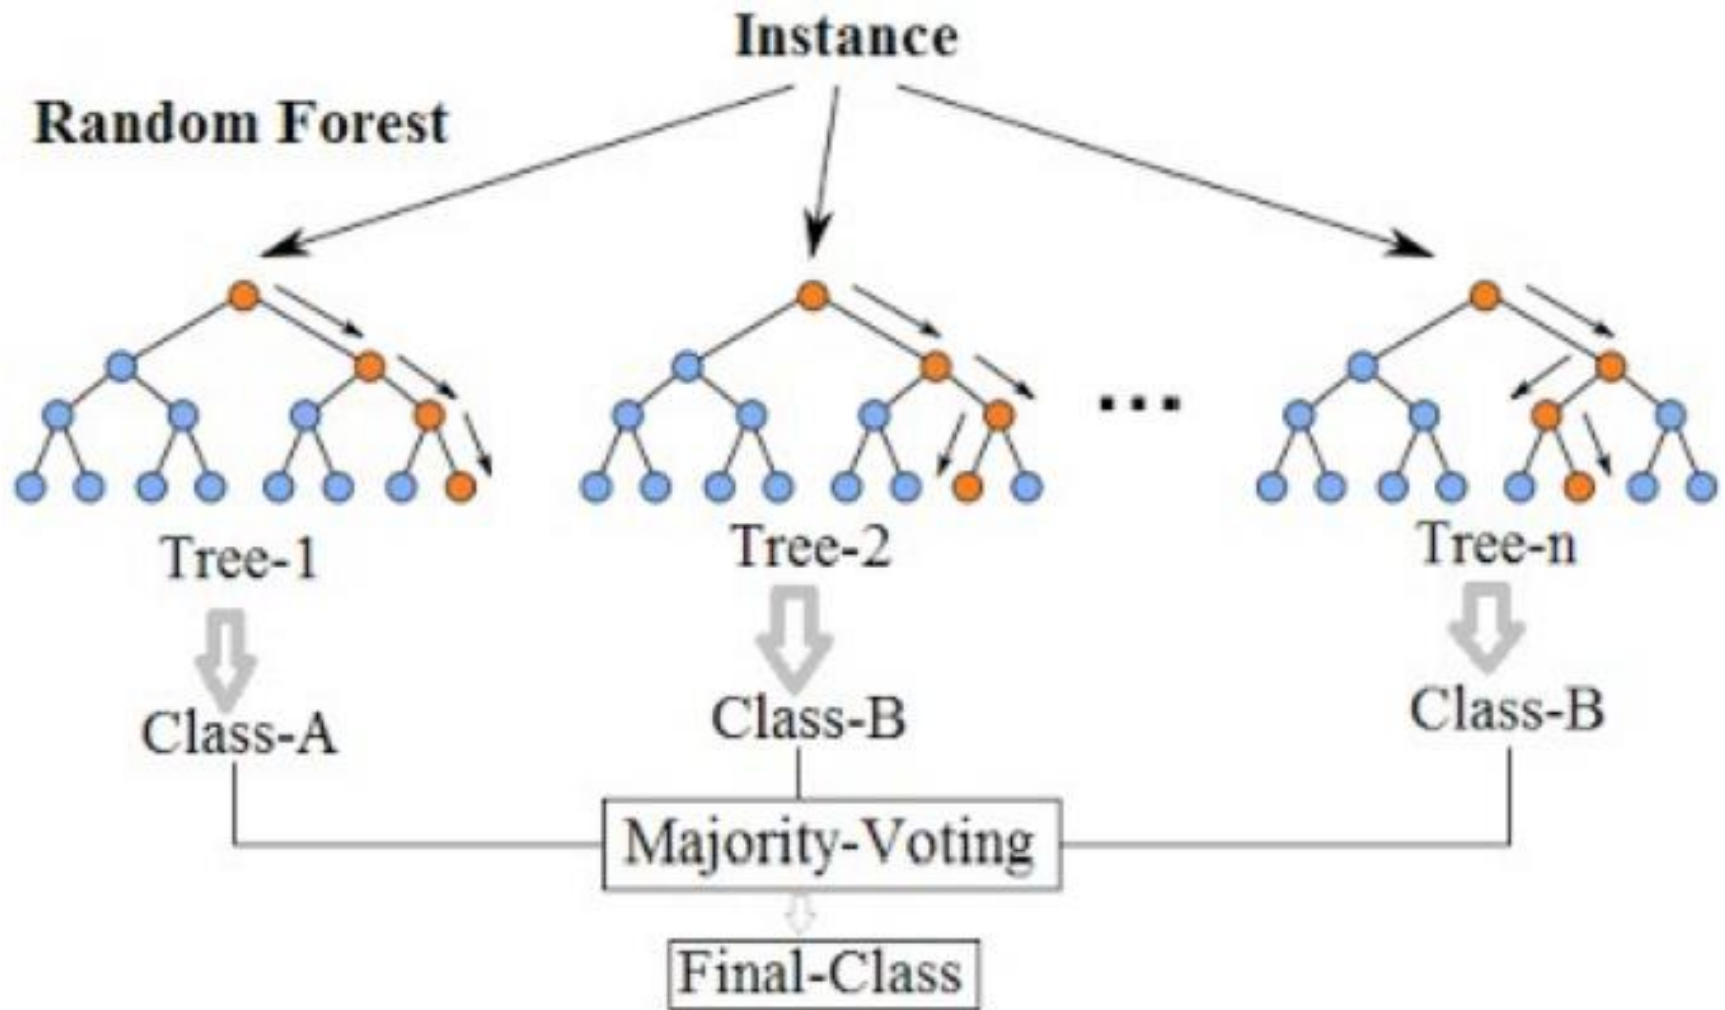 Instance
Random Forest
...
Tree-1
Tree-2
Tree-n
Class-A
Class-B
Class-B
Majority-Voting
Final-Class